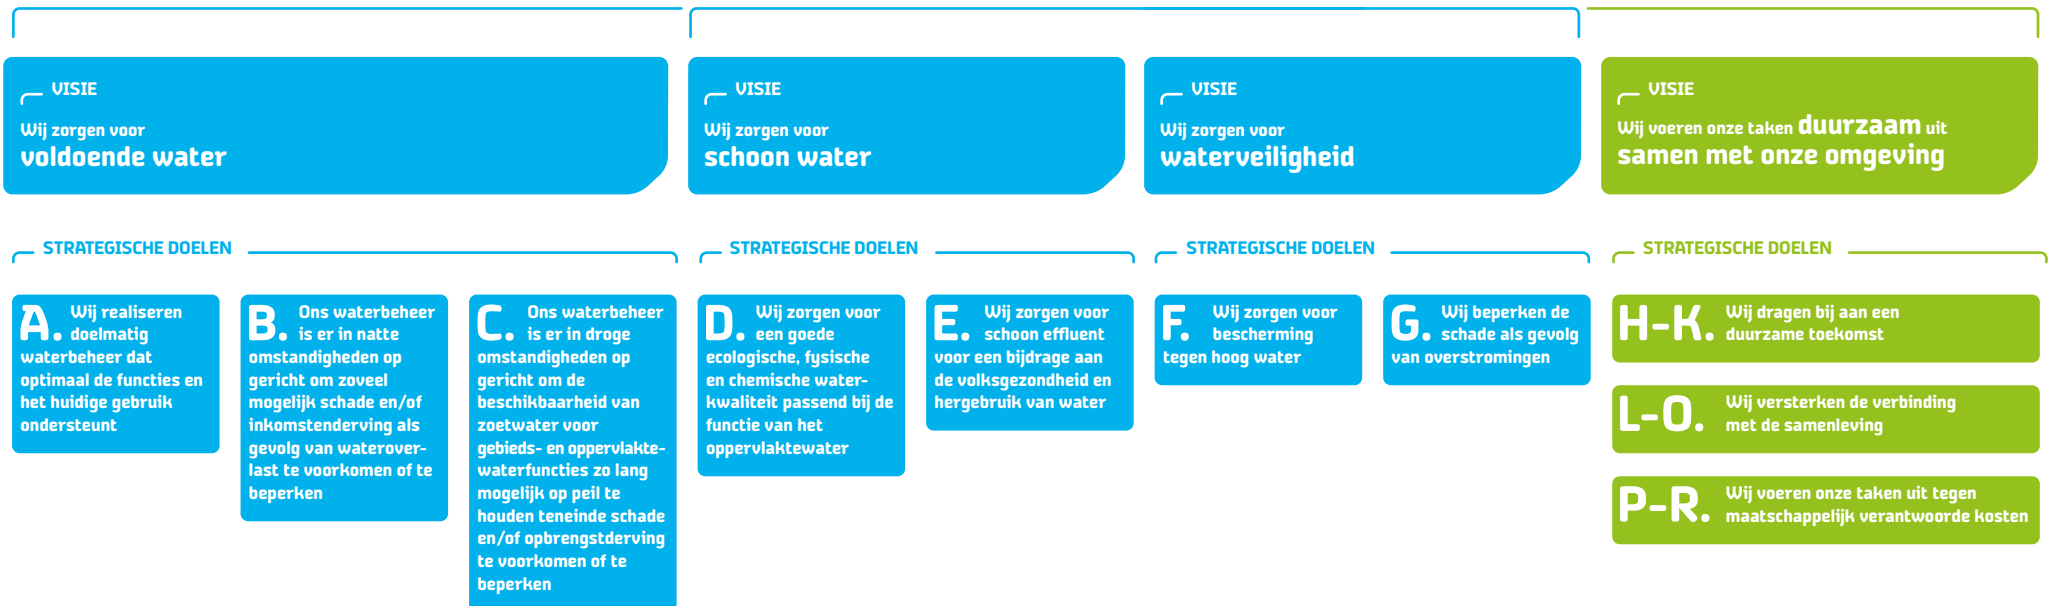 VISIE
Wij zorgen voor
voldoende water
VISIE
Wij zorgen voor
schoon water
VISIE
Wij zorgen voor
waterveiligheid
VISIE
Wij voeren onze taken duurzaam uit
samen met onze omgeving
STRATEGISCHE DOELEN
A. Wij realiseren
doelmatig
waterbeheer dat
optimaal de functies en
het huidige gebruik
ondersteunt
B. Ons waterbeheer
is er in natte
omstandigheden op
gericht om zoveel
mogelijk schade en/of
inkomstenderving als
gevolg van waterover-
last te voorkomen of te
beperken
C. Ons waterbeheer
is er in droge
omstandigheden op
gericht om de
beschikbaarheid van
zoetwater voor
gebieds- en oppervlakte-
waterfuncties zo lang
mogelijk op peil te
houden teneinde schade
en/of opbrengstderving
te voorkomen of te
beperken
STRATEGISCHE DOELEN
D. Wij zorgen voor
een goede
ecologische, fysische
en chemische water-
kwaliteit passend bij de
functie van het
oppervlaktewater
E. Wij zorgen voor
schoon effluent
voor een bijdrage aan
de volksgezondheid en
hergebruik van water
STRATEGISCHE DOELEN
F. Wij zorgen voor
bescherming
tegen hoog water
G. Wij beperken de
schade als gevolg
van overstromingen
STRATEGISCHE DOELEN
H-K. Wij dragen bij aan een
duurzame toekomst
L-O. Wij versterken de verbinding
met de samenleving
P-R. Wij voeren onze taken uit tegen
maatschappelijk verantwoorde kosten